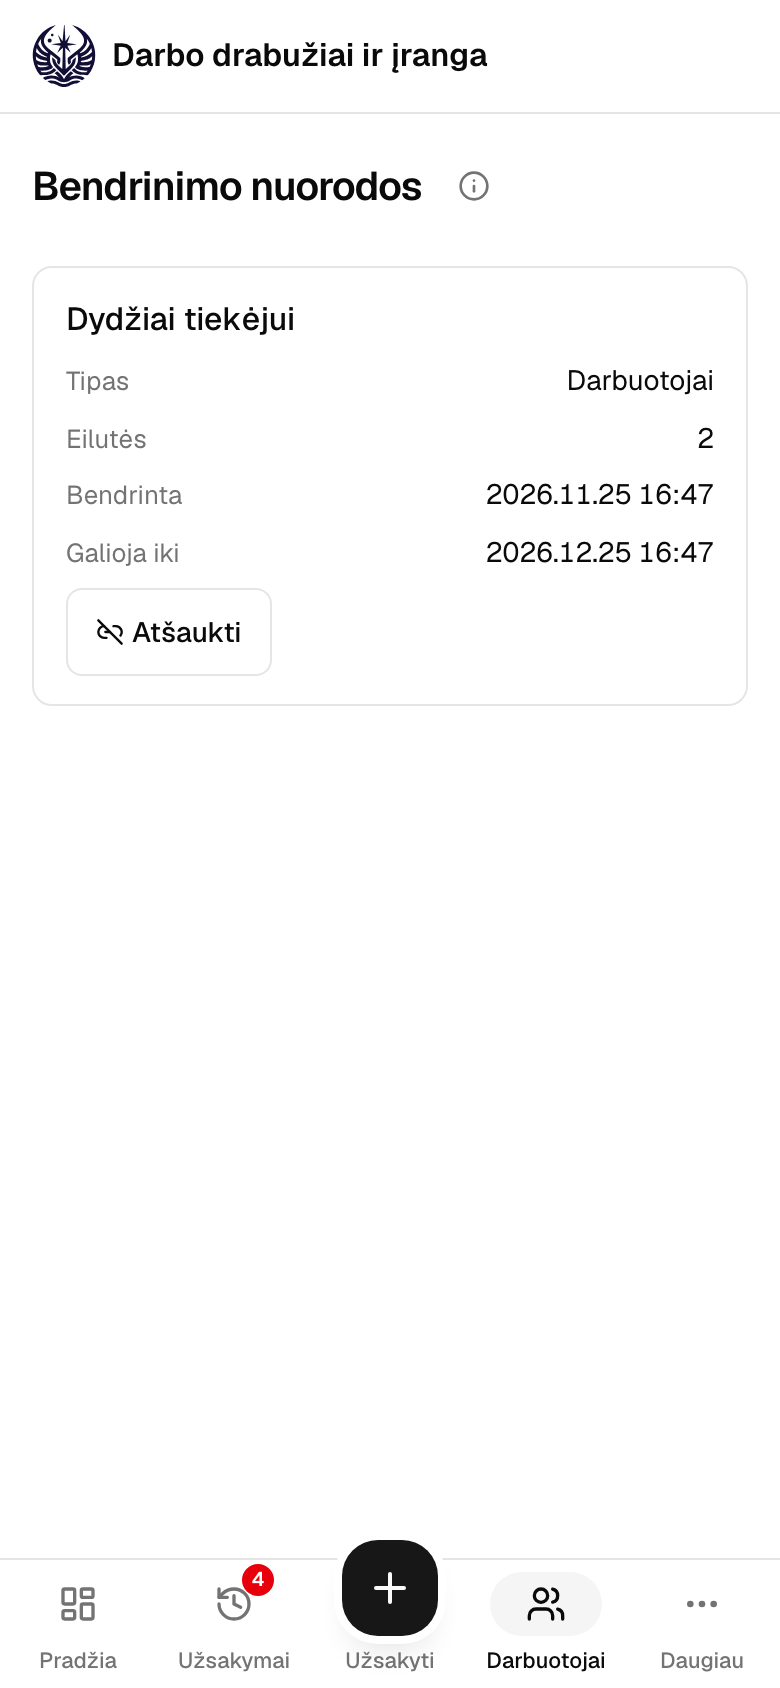 Darbo drabužiai ir įranga
Bendrinimo nuorodos
Dydžiai tiekėjui
Tipas Darbuotojai
Eilutės 2
Bendrinta 2026.11.25 16:47
Galioja iki 2026.12.25 16:47
Atšaukti
4
Pradžia Užsakymai Užsakyti Darbuotojai Daugiau